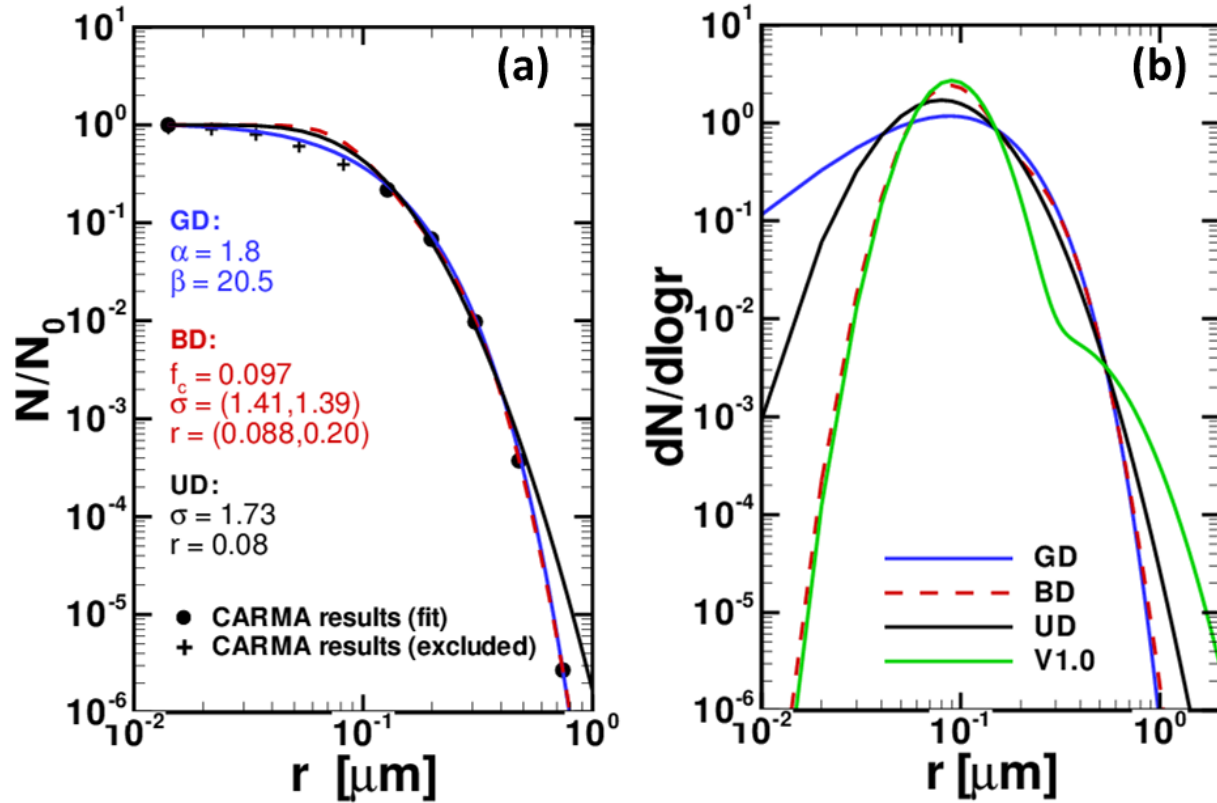 (a)
10^1
10^0
10^-1
10^-2
10^-3
10^-4
10^-5
10^-6
N/N_0
GD:
α = 1.8
β = 20.5
BD:
f_c = 0.097
σ = (1.41,1.39)
r = (0.088,0.20)
UD:
σ = 1.73
r = 0.08
CARMA results (fit)
CARMA results (excluded)
10^-2
10^-1
10^0
r [μm]
(b)
10^1
10^0
10^-1
10^-2
10^-3
10^-4
10^-5
10^-6
dN/dlogr
GD
BD
UD
V1.0
10^-2
10^-1
10^0
r [μm]